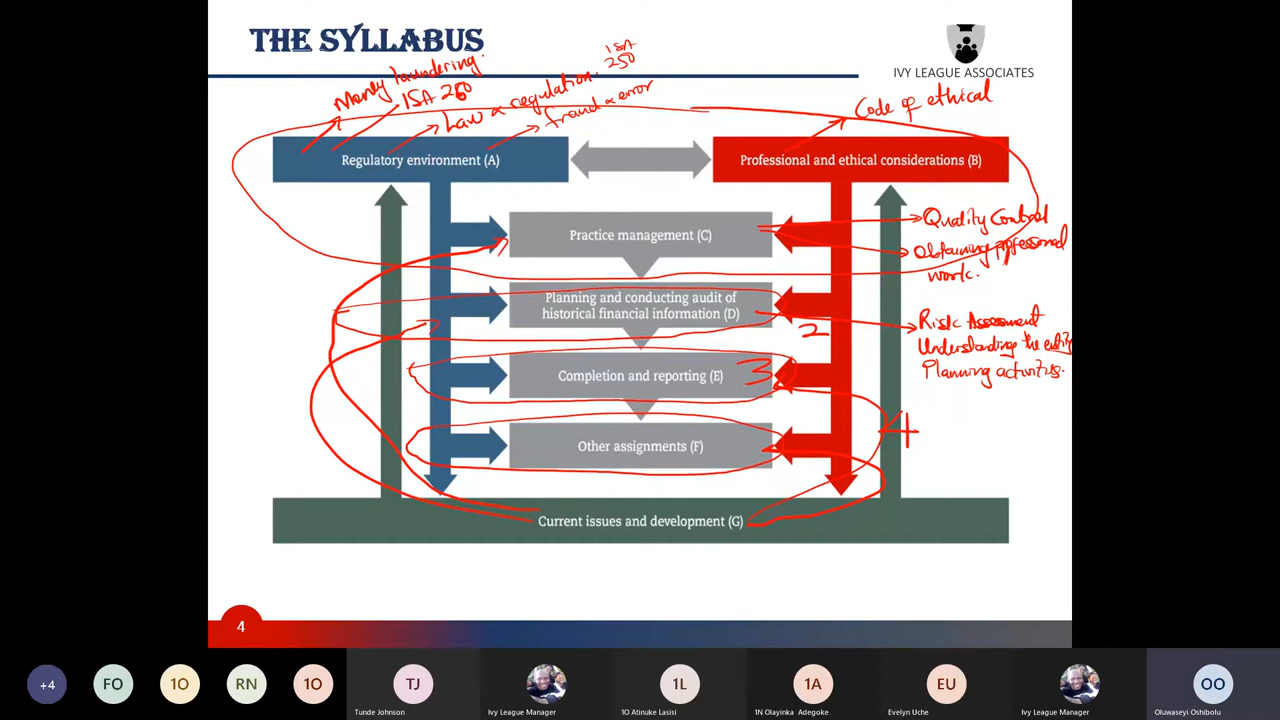 THE SYLLABUS
IVY LEAGUE ASSOCIATES
Money laundering
ISA 260
Law & regulation
ISA
250
fraud & error
Code of ethical
Regulatory environment (A)
Professional and ethical considerations (B)
Practice management (C)
Quality Control
Obtaining
work.
Planning and conducting audit of
historical financial information (D)
2
Risk Assessment
Understanding the entity
Planning activities.
Completion and reporting (E)
3
Other assignments (F)
4
Current issues and development (G)
4
+4
FO
1O
RN
1O
TJ
Tunde Johnson
Ivy League Manager
1L
1O Atinuke Lasisi
1A
1N Olayinka Adegoke
EU
Evelyn Uche
Ivy League Manager
OO
Oluwaseyi Oshibolu